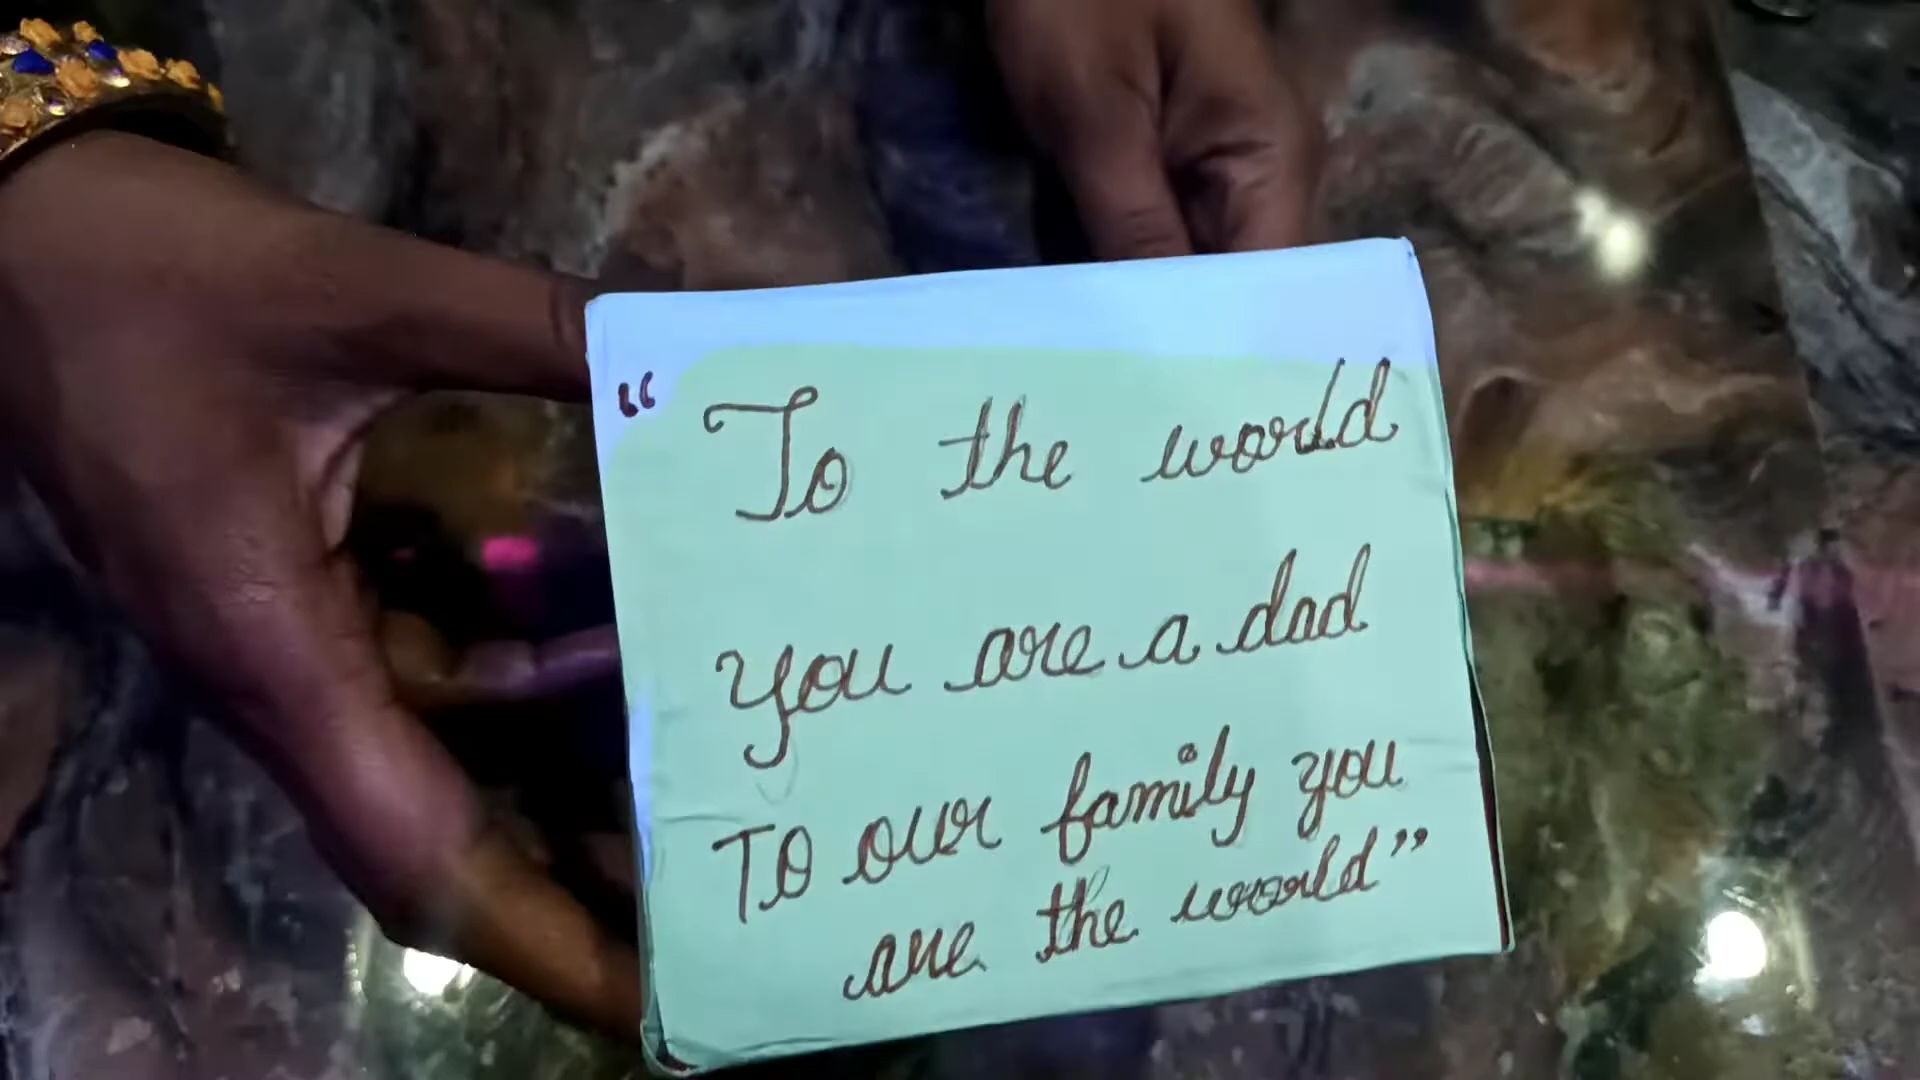 “ To the world
You are a dad
To our family you
are the world”